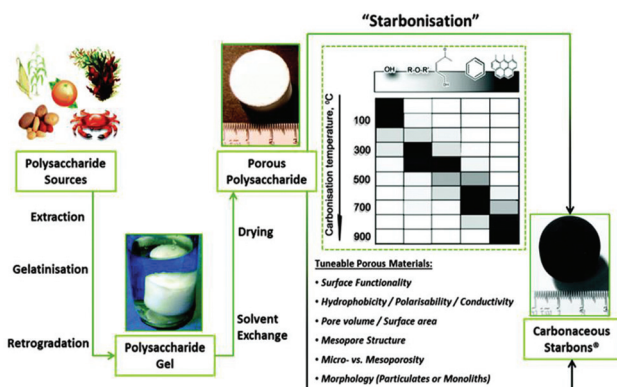 "Starbonisation"
OH
R-O-R'
Polysaccharide
Sources
Extraction
Gelatinisation
Retrogradation
Polysaccharide
Gel
Porous
Polysaccharide
Drying
Solvent
Exchange
Carbonisation temperature, °C
100
300
500
700
900
Tuneable Porous Materials:
• Surface Functionality
• Hydrophobicity / Polarisability / Conductivity
• Pore volume / Surface area
• Mesopore Structure
• Micro- vs. Mesoporosity
• Morphology (Particulates or Monoliths)
Carbonaceous
Starbons®